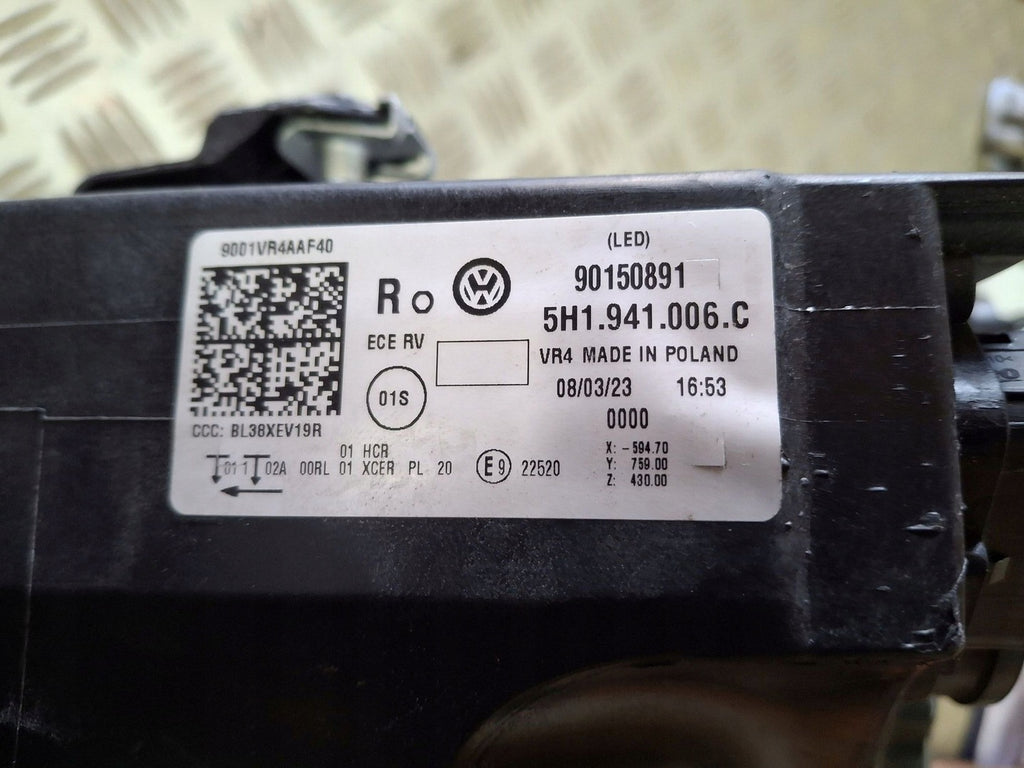 9001VR4AAF40
R
ECE RV
01S
CCC: BL38XEV19R
01 HCR
02A 00RL 01 XCER PL 20
E9 22520
(LED)
90150891
5H1.941.006.C
VR4 MADE IN POLAND
08/03/23 16:53
0000
X: -594.70
Y: 759.00
Z: 430.00